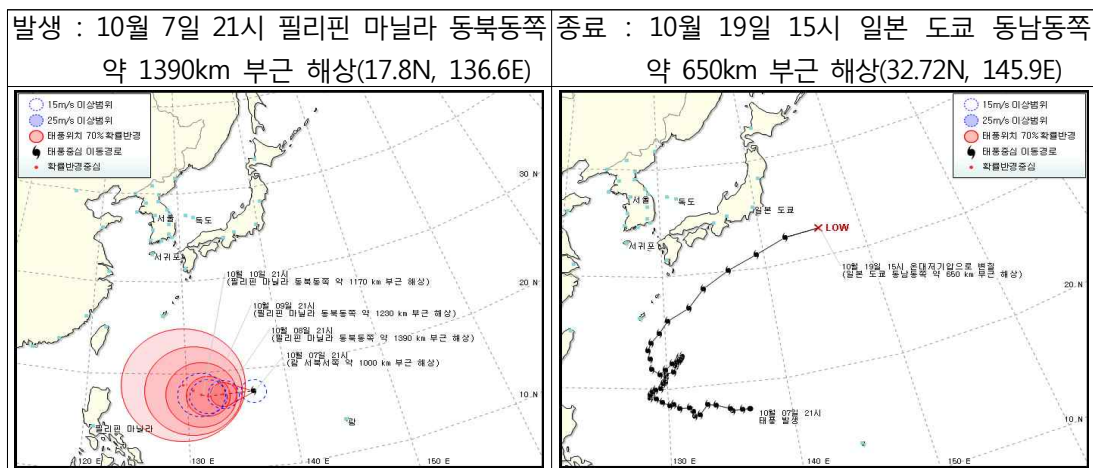 발생 : 10월 7일 21시 필리핀 마닐라 동북동쪽
약 1390km 부근 해상(17.8N, 136.6E)
종료 : 10월 19일 15시 일본 도쿄 동남동쪽
약 650km 부근 해상(32.72N, 145.9E)
15m/s 이상범위
25m/s 이상범위
태풍위치 70% 확률반경
태풍중심 이동경로
확률반경중심
30 N
서울
독도
서귀포
10월 10일 21시
(필리핀 마닐라 동북동쪽 약 1170 km 부근 해상)
20 N
10월 09일 21시
(필리핀 마닐라 동북동쪽 약 1230 km 부근 해상)
10월 08일 21시
(필리핀 마닐라 동북동쪽 약 1390 km 부근 해상)
10월 07일 21시
(괌 서북서쪽 약 1000 km 부근 해상)
10 N
괌
필리핀 마닐라
120 E
130 E
140 E
150 E
15m/s 이상범위
25m/s 이상범위
태풍위치 70% 확률반경
태풍중심 이동경로
확률반경중심
30 N
서울
독도
일본 도쿄
서귀포
LOW
10월 19일 15시 온대저기압으로 변질
(일본 도쿄 동남동쪽 약 650 km 부근 해상)
20 N
10월 07일 21시
태풍 발생
10 N
120 E
130 E
140 E
150 E